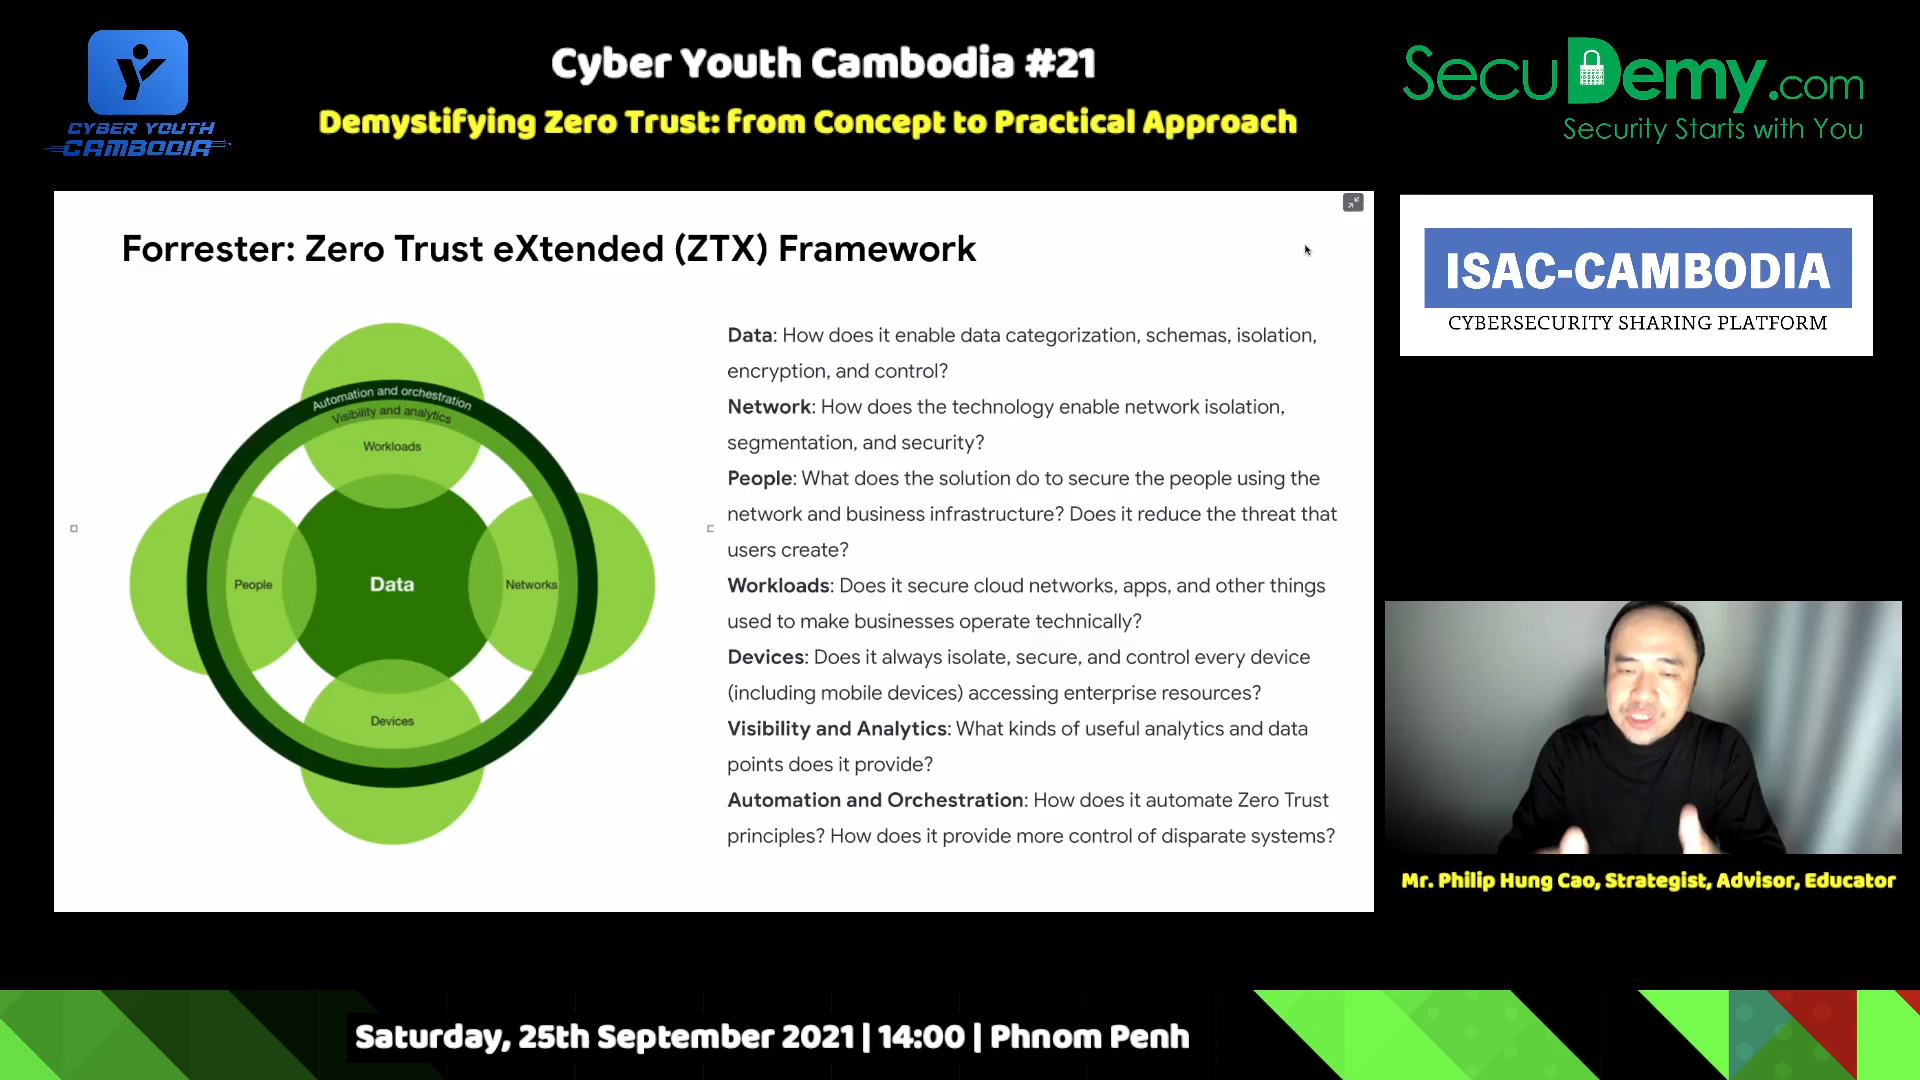 Cyber Youth Cambodia #21
Demystifying Zero Trust: from Concept to Practical Approach
CYBER YOUTH
CAMBODIA
SecuDemy.com
Security Starts with You
Forrester: Zero Trust eXtended (ZTX) Framework
Automation and orchestration
Visibility and analytics
Workloads
People
Data
Networks
Devices
Data: How does it enable data categorization, schemas, isolation,
encryption, and control?
Network: How does the technology enable network isolation,
segmentation, and security?
People: What does the solution do to secure the people using the
network and business infrastructure? Does it reduce the threat that
users create?
Workloads: Does it secure cloud networks, apps, and other things
used to make businesses operate technically?
Devices: Does it always isolate, secure, and control every device
(including mobile devices) accessing enterprise resources?
Visibility and Analytics: What kinds of useful analytics and data
points does it provide?
Automation and Orchestration: How does it automate Zero Trust
principles? How does it provide more control of disparate systems?
ISAC-CAMBODIA
CYBERSECURITY SHARING PLATFORM
Mr. Philip Hung Cao, Strategist, Advisor, Educator
Saturday, 25th September 2021 | 14:00 | Phnom Penh